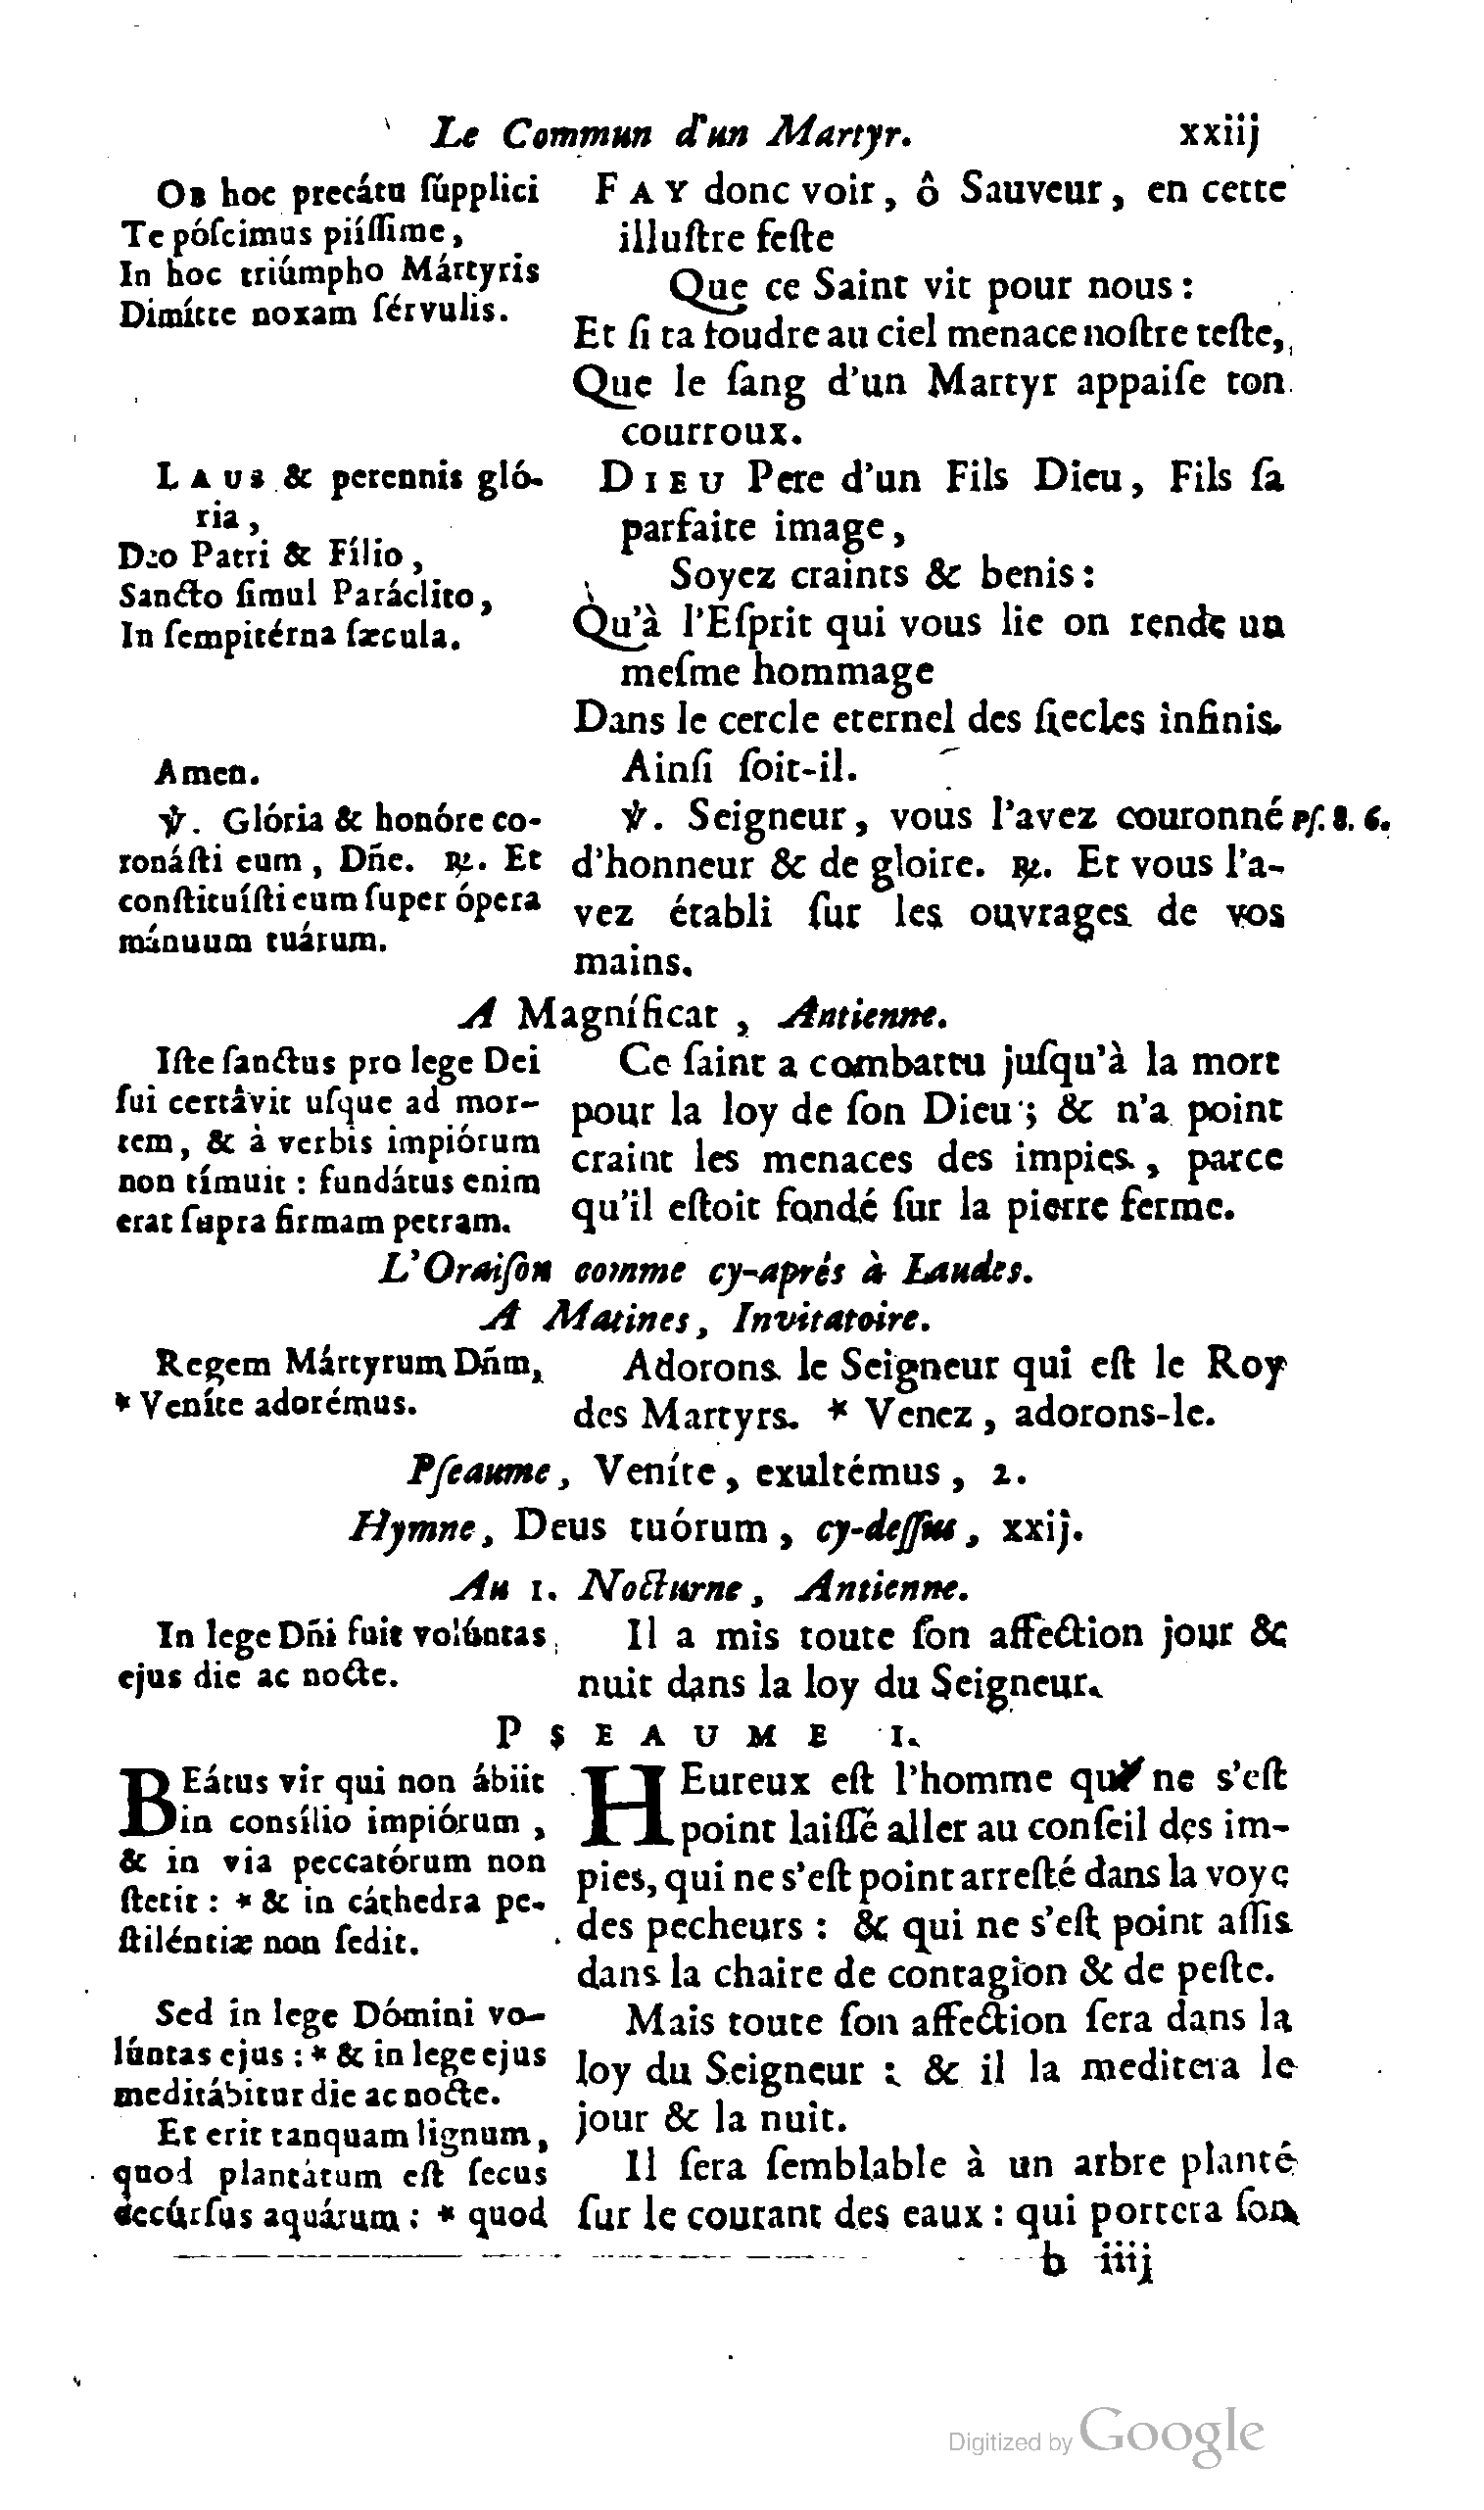 Le Commun d'un Martyr. xxiij
OB hoc precátu ſúpplici
Te póſcimus piíſſime,
In hoc triúmpho Mártyris
Dimítte noxam ſérvulis.
FAY donc voir, ô Sauveur, en cette
illuſtre feſte
Que ce Saint vit pour nous:
Et ſi ta foudre au ciel menace noſtre teſte,
Que le ſang d'un Martyr appaiſe ton
courroux.
LAUS & perennis gló-
ria,
Deo Patri & Fílio,
Sancto ſimul Paráclito,
In ſempitérna ſæcula.
DIEU Pere d'un Fils Dieu, Fils ſa
parfaite image,
Soyez craints & benis:
Qu'à l'Eſprit qui vous lie on rende un
meſme hommage
Dans le cercle eternel des ſiecles infinis.
Amen.
Ainſi ſoit-il.
℣. Glória & honóre co-
ronáſti eum, Dñe. ℟. Et
conſtituíſti eum ſuper ópera
mánuum tuárum.
℣. Seigneur, vous l'avez couronné Pſ. 8. 6.
d'honneur & de gloire. ℟. Et vous l'a-
vez établi ſur les ouvrages de vos
mains.
A Magníficat, Antienne.
Iſte ſanctus pro lege Dei
ſui certávit uſque ad mor-
tem, & à verbis impiórum
non tímuit: fundátus enim
erat ſupra firmam petram.
Ce ſaint a combattu juſqu'à la mort
pour la loy de ſon Dieu; & n'a point
craint les menaces des impies, parce
qu'il eſtoit fondé ſur la pierre ferme.
L'Oraiſon comme cy-aprés à Laudes.
A Matines, Invitatoire.
Regem Mártyrum Dñm,
* Veníte adorémus.
Adorons le Seigneur qui eſt le Roy
des Martyrs. * Venez, adorons-le.
Pſeaume, Veníte, exultémus, 2.
Hymne, Deus tuórum, cy-deſſus, xxij.
Au 1. Nocturne, Antienne.
In lege Dñi fuit volúntas
ejus die ac nocte.
Il a mis toute ſon affection jour &
nuit dans la loy du Seigneur.
PSEAUME I.
BEátus vir qui non ábiit
in consílio impiórum,
& in via peccatórum non
ſtetit: * & in cáthedra pe-
ſtiléntiæ non ſedit.
HEureux eſt l'homme qui ne s'eſt
point laiſſé aller au conſeil des im-
pies, qui ne s'eſt point arreſté dans la voye
des pecheurs: & qui ne s'eſt point aſſis
dans la chaire de contagion & de peſte.
Sed in lege Dómini vo-
lúntas ejus: * & in lege ejus
meditábitur die ac nocte.
Mais toute ſon affection ſera dans la
loy du Seigneur: & il la meditera le
jour & la nuit.
Et erit tanquam lignum,
quod plantátum eſt ſecus
decúrſus aquárum: * quod
Il ſera ſemblable à un arbre planté
ſur le courant des eaux: qui portera ſon
b iiij
Digitized by Google